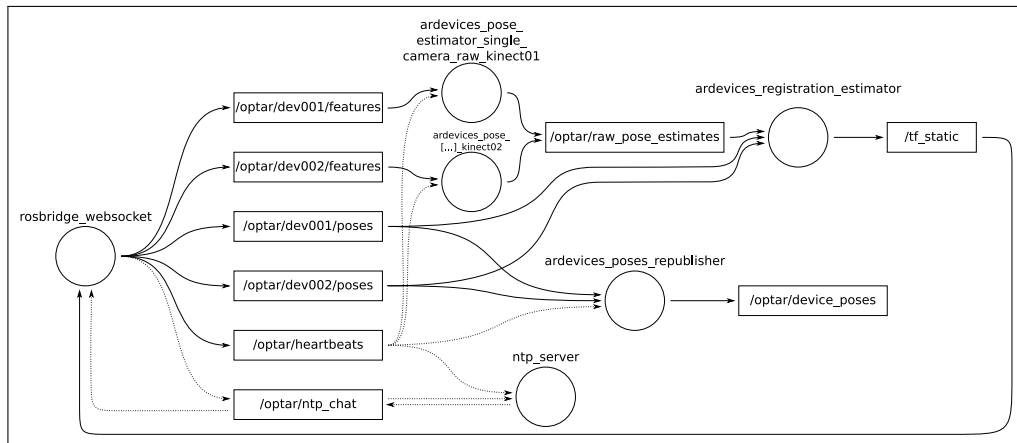 ardevices_pose_
estimator_single_
camera_raw_kinect01
ardevices_registration_estimator
/optar/dev001/features
ardevices_pose_
[...]_kinect02
/optar/raw_pose_estimates
/tf_static
/optar/dev002/features
rosbridge_websocket
/optar/dev001/poses
ardevices_poses_republisher
/optar/dev002/poses
/optar/device_poses
/optar/heartbeats
ntp_server
/optar/ntp_chat